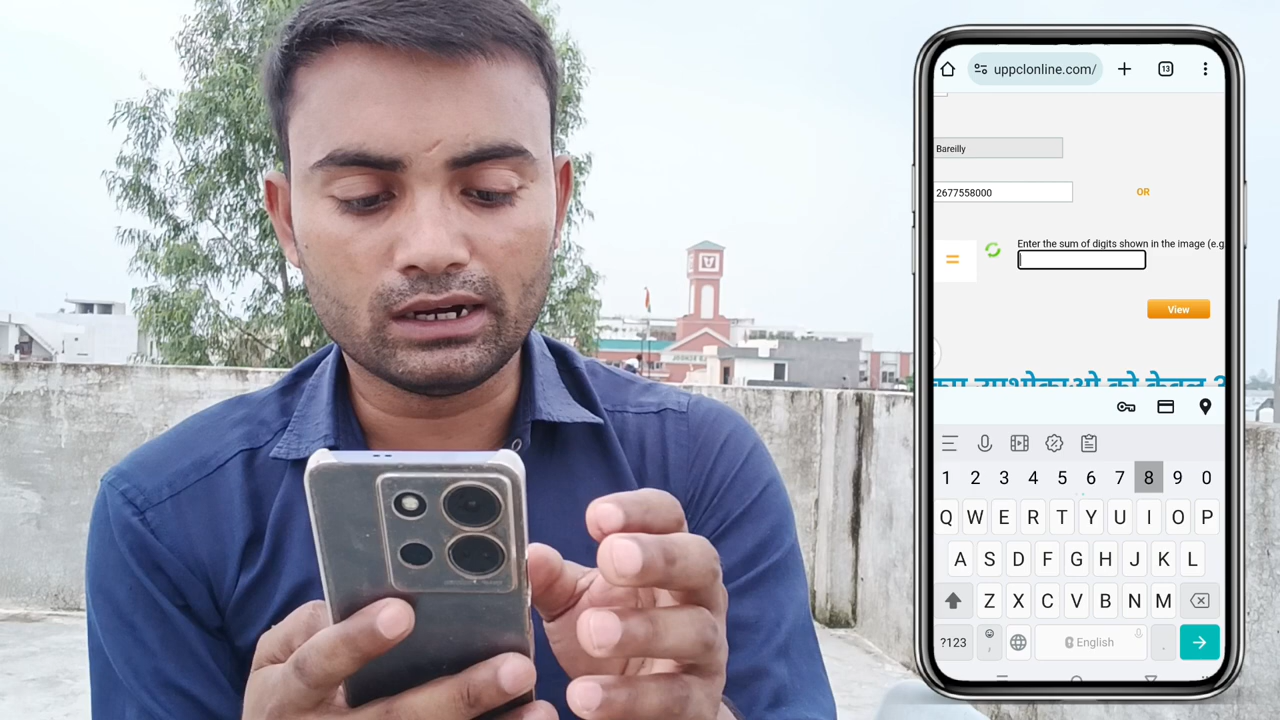 uppclonline.com/
13
Bareilly
2677558000
OR
Enter the sum of digits shown in the image (e.g
=
View
को केवल
1 2 3 4 5 6 7 8 9 0
Q W E R T Y U I O P
A S D F G H J K L
Z X C V B N M
?123 , English .